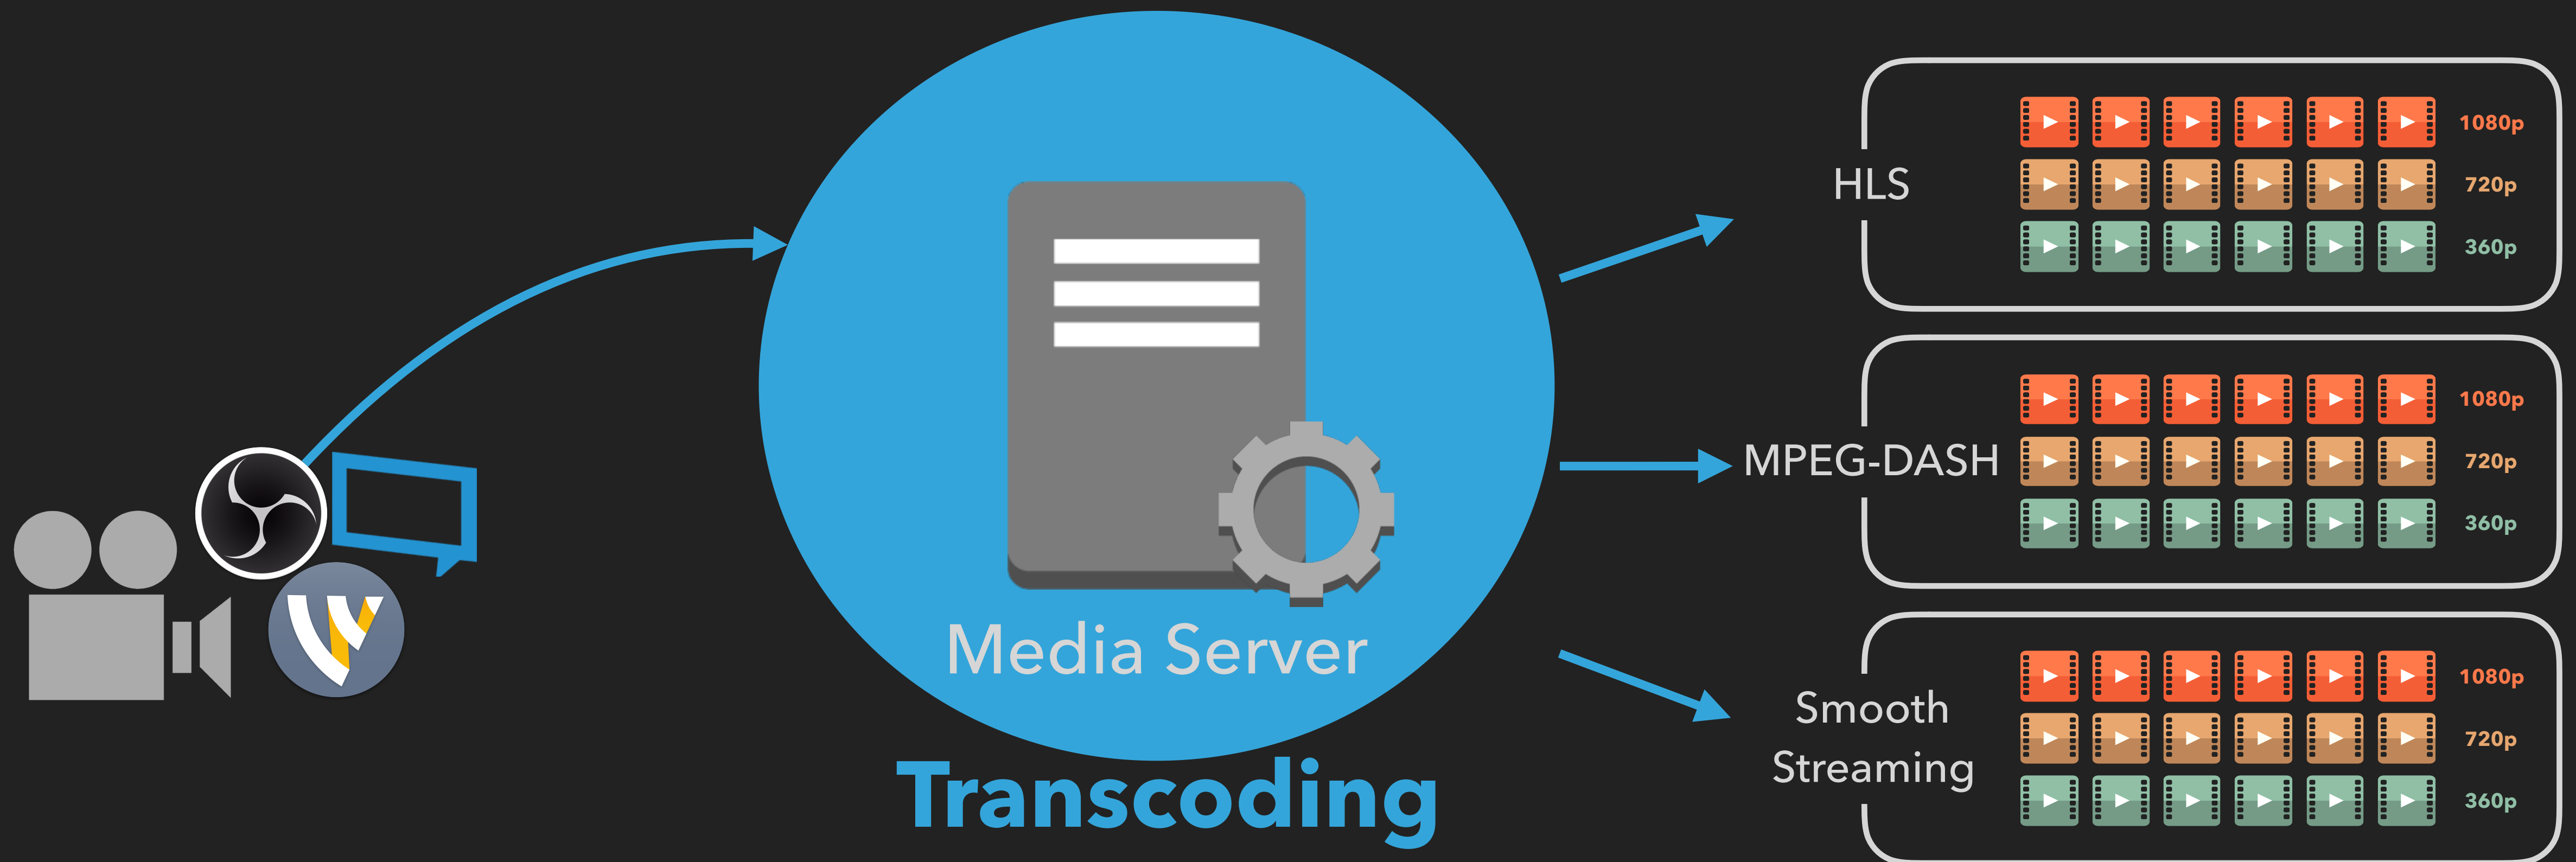 HLS
1080p
720p
360p
MPEG-DASH
1080p
720p
360p
Smooth
Streaming
1080p
720p
360p
Media Server
Transcoding